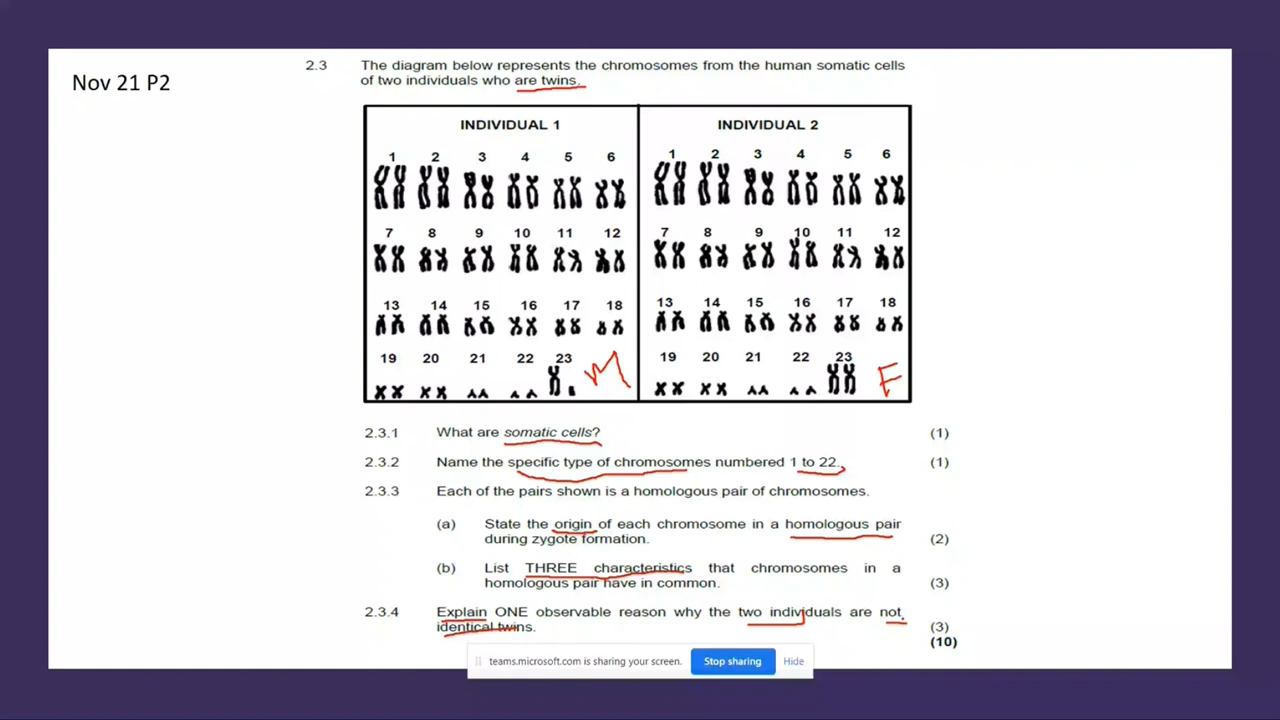 Nov 21 P2
2.3 The diagram below represents the chromosomes from the human somatic cells
of two individuals who are twins.
INDIVIDUAL 1
1 2 3 4 5 6
7 8 9 10 11 12
13 14 15 16 17 18
19 20 21 22 23 M
INDIVIDUAL 2
1 2 3 4 5 6
7 8 9 10 11 12
13 14 15 16 17 18
19 20 21 22 23 F
2.3.1 What are somatic cells? (1)
2.3.2 Name the specific type of chromosomes numbered 1 to 22. (1)
2.3.3 Each of the pairs shown is a homologous pair of chromosomes.
(a) State the origin of each chromosome in a homologous pair
during zygote formation. (2)
(b) List THREE characteristics that chromosomes in a
homologous pair have in common. (3)
2.3.4 Explain ONE observable reason why the two individuals are not
identical twins. (3)
(10)
teams.microsoft.com is sharing your screen. Stop sharing Hide